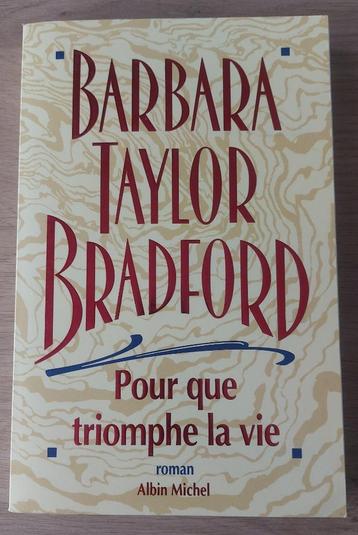 BARBARA
TAYLOR
BRADFORD
Pour que
triomphe la vie
roman
Albin Michel